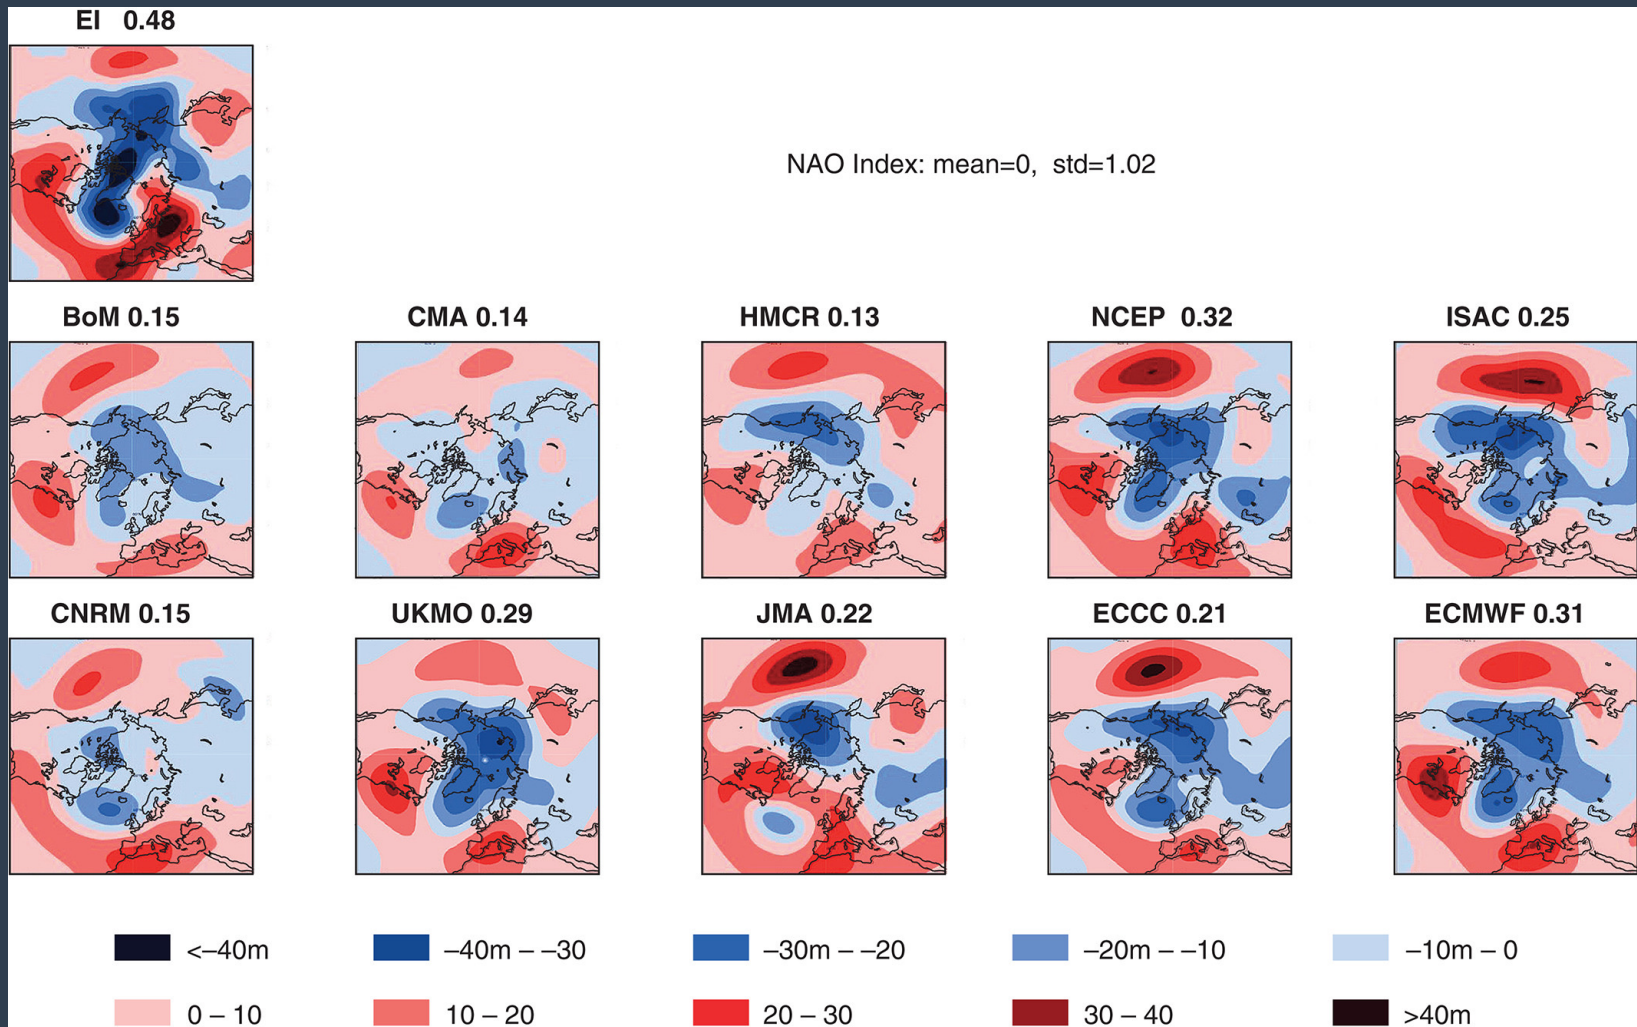 EI 0.48
NAO Index: mean=0, std=1.02
BoM 0.15
CMA 0.14
HMCR 0.13
NCEP 0.32
ISAC 0.25
CNRM 0.15
UKMO 0.29
JMA 0.22
ECCC 0.21
ECMWF 0.31
<–40m
–40m – –30
–30m – –20
–20m – –10
–10m – 0
0 – 10
10 – 20
20 – 30
30 – 40
>40m